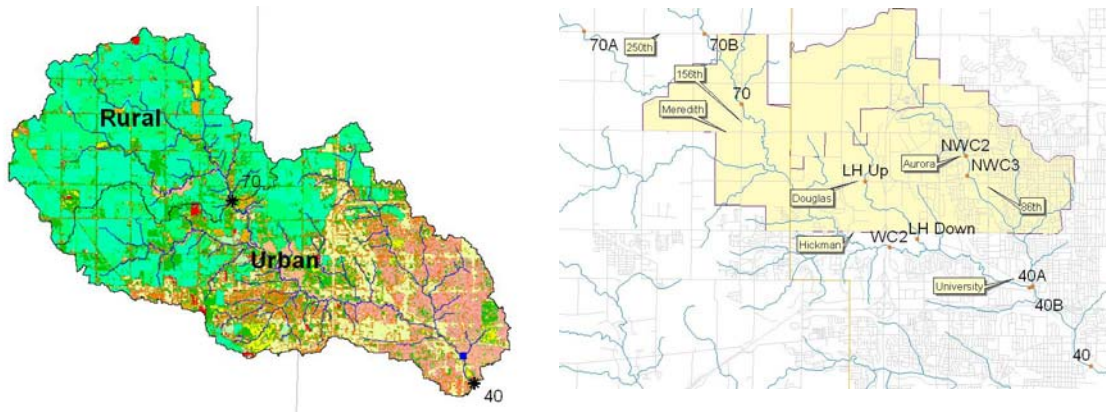 Rural
70
Urban
40
70A
250th
70B
156th
70
Meredith
NWC2
Aurora
NWC3
LH Up
Douglas
86th
Hickman
WC2
LH Down
University
40A
40B
40